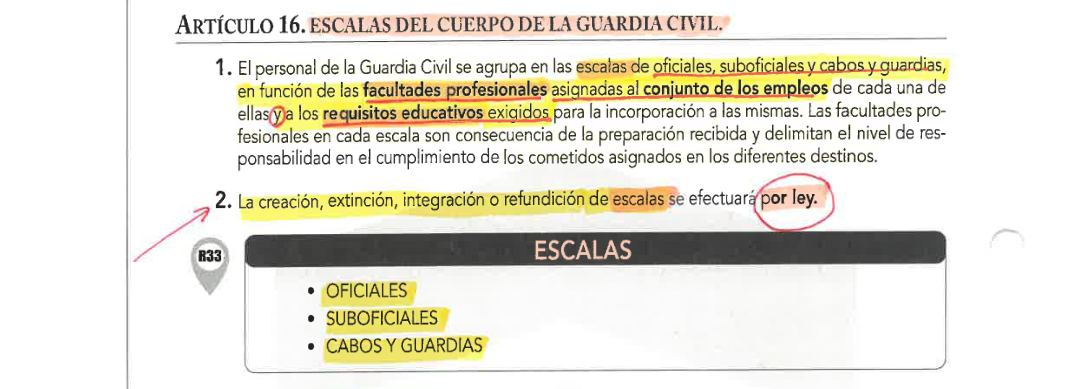 ARTÍCULO 16. ESCALAS DEL CUERPO DE LA GUARDIA CIVIL.
1. El personal de la Guardia Civil se agrupa en las escalas de oficiales, suboficiales y cabos y guardias,
en función de las facultades profesionales asignadas al conjunto de los empleos de cada una de
ellas y a los requisitos educativos exigidos para la incorporación a las mismas. Las facultades pro-
fesionales en cada escala son consecuencia de la preparación recibida y delimitan el nivel de res-
ponsabilidad en el cumplimiento de los cometidos asignados en los diferentes destinos.
2. La creación, extinción, integración o refundición de escalas se efectuará por ley.
R33
ESCALAS
• OFICIALES
• SUBOFICIALES
• CABOS Y GUARDIAS